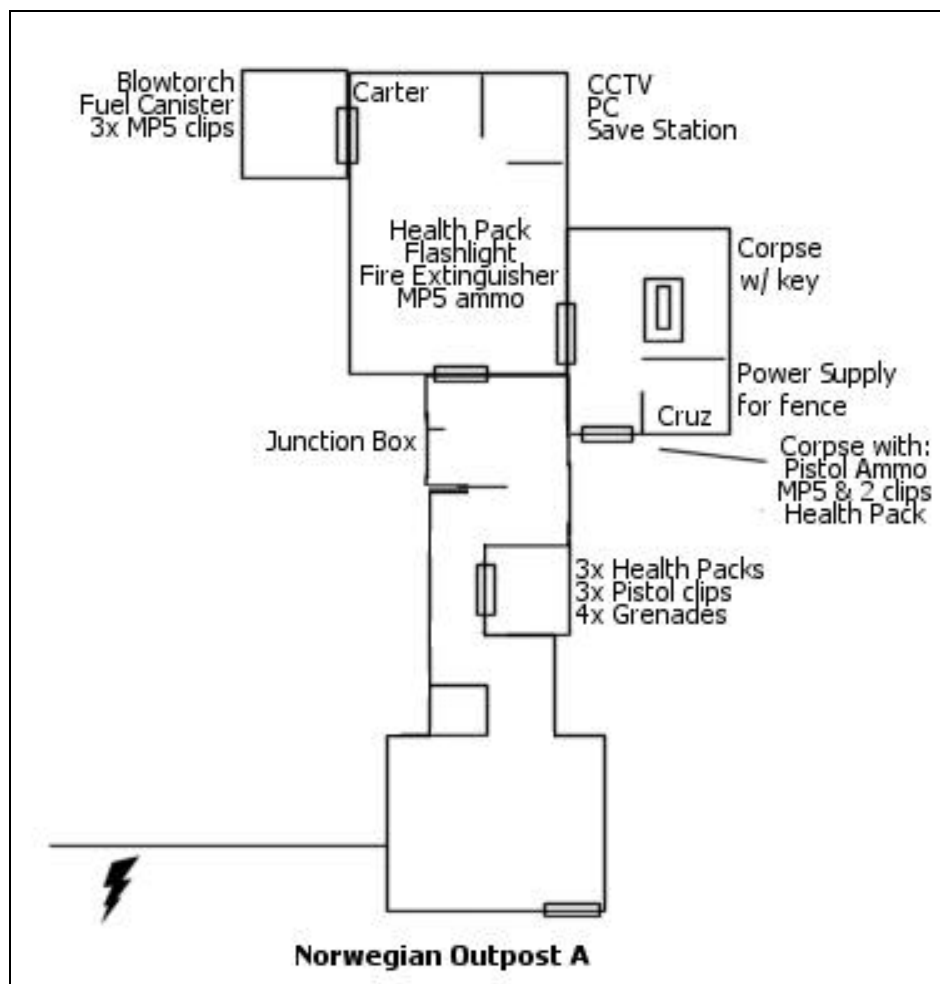 Blowtorch
Fuel Canister
3x MP5 clips
Carter
CCTV
PC
Save Station
Health Pack
Flashlight
Fire Extinguisher
MP5 ammo
Corpse
w/ key
Power Supply
for fence
Cruz
Junction Box
Corpse with:
Pistol Ammo
MP5 & 2 clips
Health Pack
3x Health Packs
3x Pistol clips
4x Grenades
Norwegian Outpost A